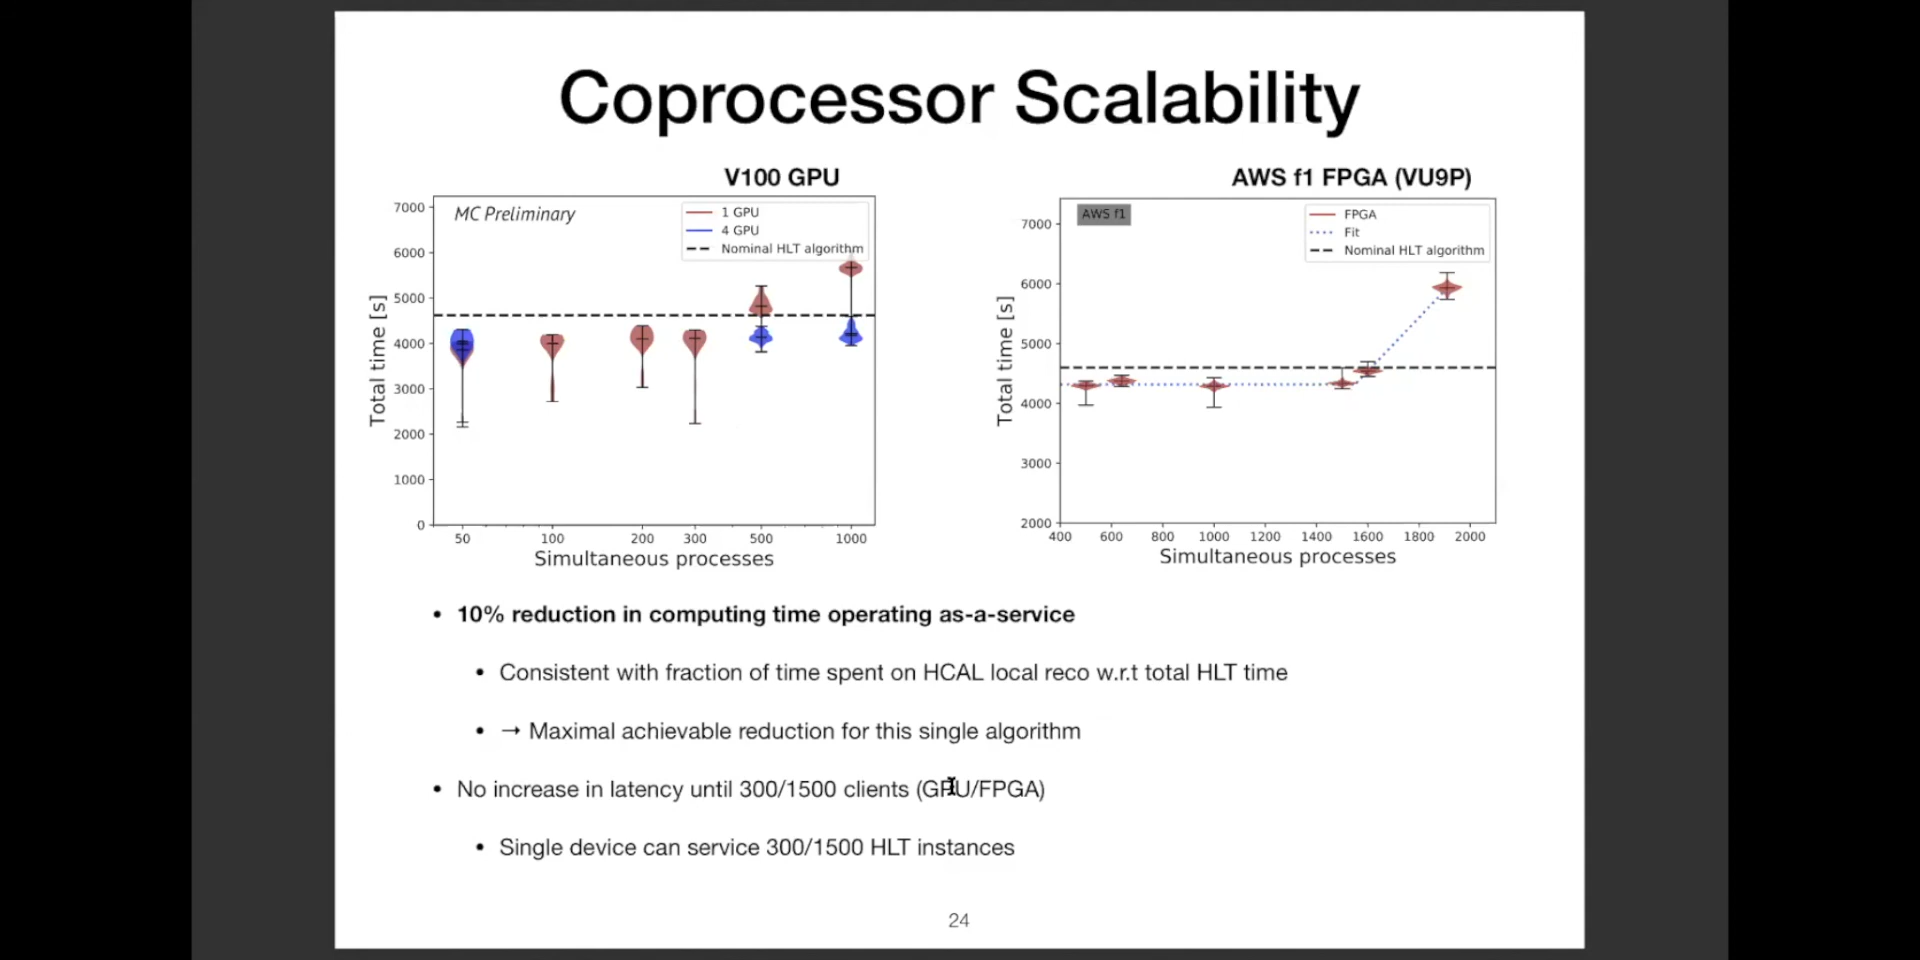 Coprocessor Scalability
V100 GPU
MC Preliminary
1 GPU
4 GPU
Nominal HLT algorithm
Total time [s]
7000
6000
5000
4000
3000
2000
1000
0
50
100
200
300
500
1000
Simultaneous processes
AWS f1 FPGA (VU9P)
AWS f1
FPGA
Fit
Nominal HLT algorithm
Total time [s]
7000
6000
5000
4000
3000
2000
400
600
800
1000
1200
1400
1600
1800
2000
Simultaneous processes
• 10% reduction in computing time operating as-a-service
• Consistent with fraction of time spent on HCAL local reco w.r.t total HLT time
• → Maximal achievable reduction for this single algorithm
• No increase in latency until 300/1500 clients (GPU/FPGA)
• Single device can service 300/1500 HLT instances
24